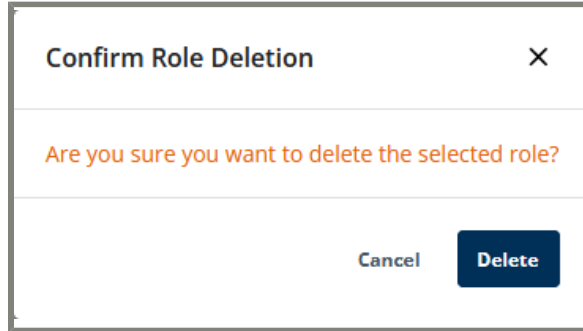 Confirm Role Deletion
Are you sure you want to delete the selected role?
Cancel Delete